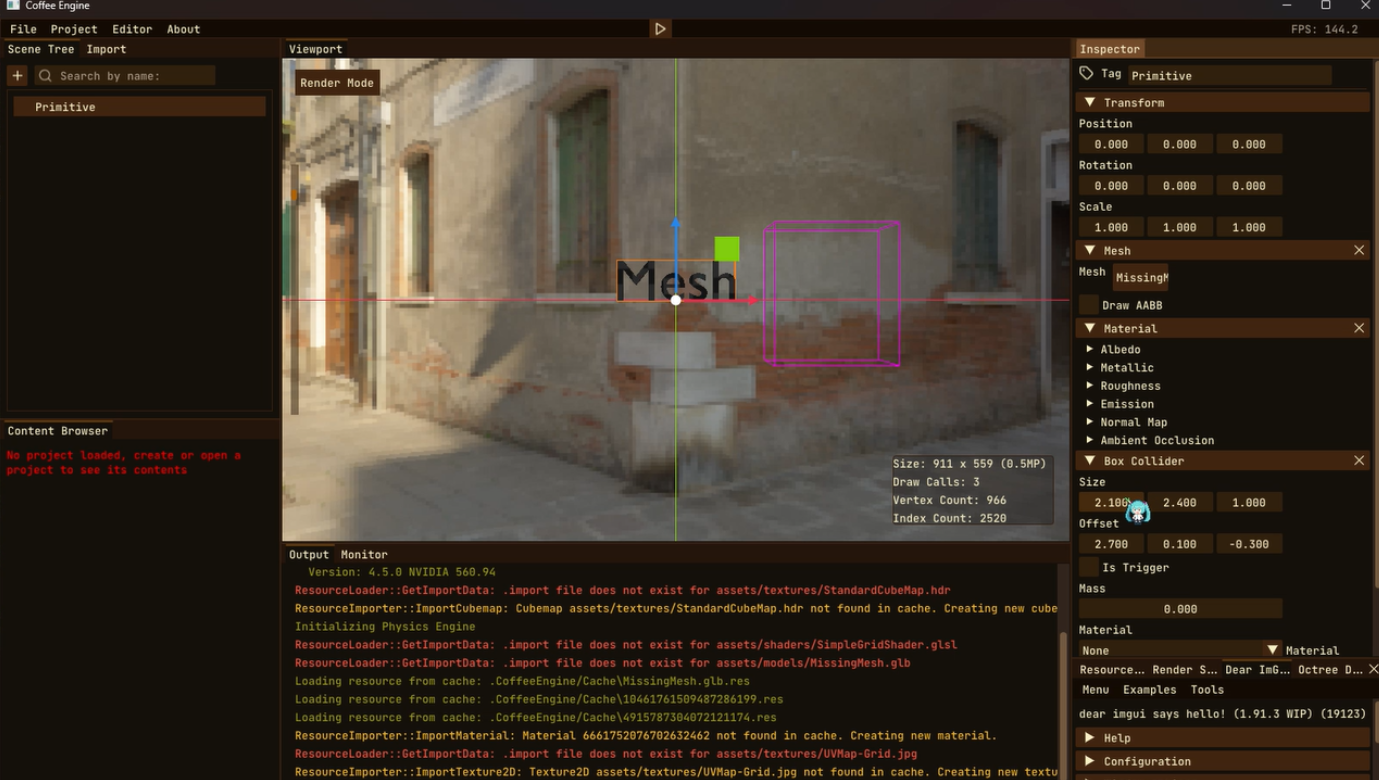 Coffee Engine
File Project Editor About
FPS: 144.2
Scene Tree Import
Search by name:
Primitive
Content Browser
No project loaded, create or open a
project to see its contents
Viewport
Render Mode
Mesh
Size: 911 x 559 (0.5MP)
Draw Calls: 3
Vertex Count: 966
Index Count: 2520
Output Monitor
Version: 4.5.0 NVIDIA 560.94
ResourceLoader::GetImportData: .import file does not exist for assets/textures/StandardCubeMap.hdr
ResourceImporter::ImportCubemap: Cubemap assets/textures/StandardCubeMap.hdr not found in cache. Creating new cube
Initializing Physics Engine
ResourceLoader::GetImportData: .import file does not exist for assets/shaders/SimpleGridShader.glsl
ResourceLoader::GetImportData: .import file does not exist for assets/models/MissingMesh.glb
Loading resource from cache: .CoffeeEngine/Cache\MissingMesh.glb.res
Loading resource from cache: .CoffeeEngine/Cache\10461761509487286199.res
Loading resource from cache: .CoffeeEngine/Cache\4915787304072121174.res
ResourceImporter::ImportMaterial: Material 6661752076702632462 not found in cache. Creating new material.
ResourceLoader::GetImportData: .import file does not exist for assets/textures/UVMap-Grid.jpg
ResourceImporter::ImportTexture2D: Texture2D assets/textures/UVMap-Grid.jpg not found in cache. Creating new textu
Inspector
Tag Primitive
Transform
Position
0.000 0.000 0.000
Rotation
0.000 0.000 0.000
Scale
1.000 1.000 1.000
Mesh
Mesh MissingM
Draw AABB
Material
Albedo
Metallic
Roughness
Emission
Normal Map
Ambient Occlusion
Box Collider
Size
2.100 2.400 1.000
Offset
2.700 0.100 -0.300
Is Trigger
Mass
0.000
Material
None Material
Resource... Render S... Dear ImG... Octree D...
Menu Examples Tools
dear imgui says hello! (1.91.3 WIP) (19123)
Help
Configuration